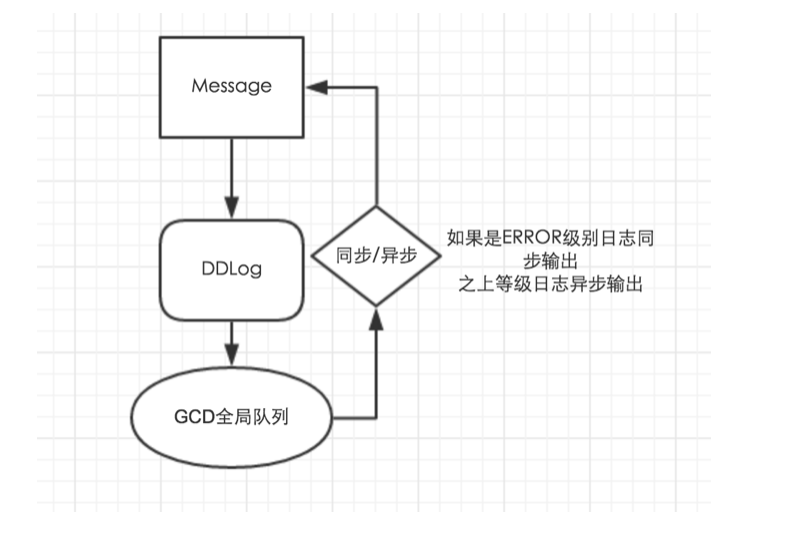 Message
DDLog
同步/异步
如果是ERROR级别日志同
步输出
之上等级日志异步输出
GCD全局队列